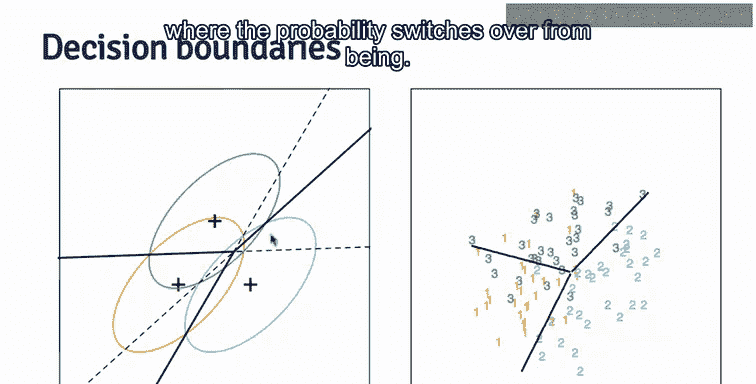 where the probability switches over from
being.
Decision boundaries